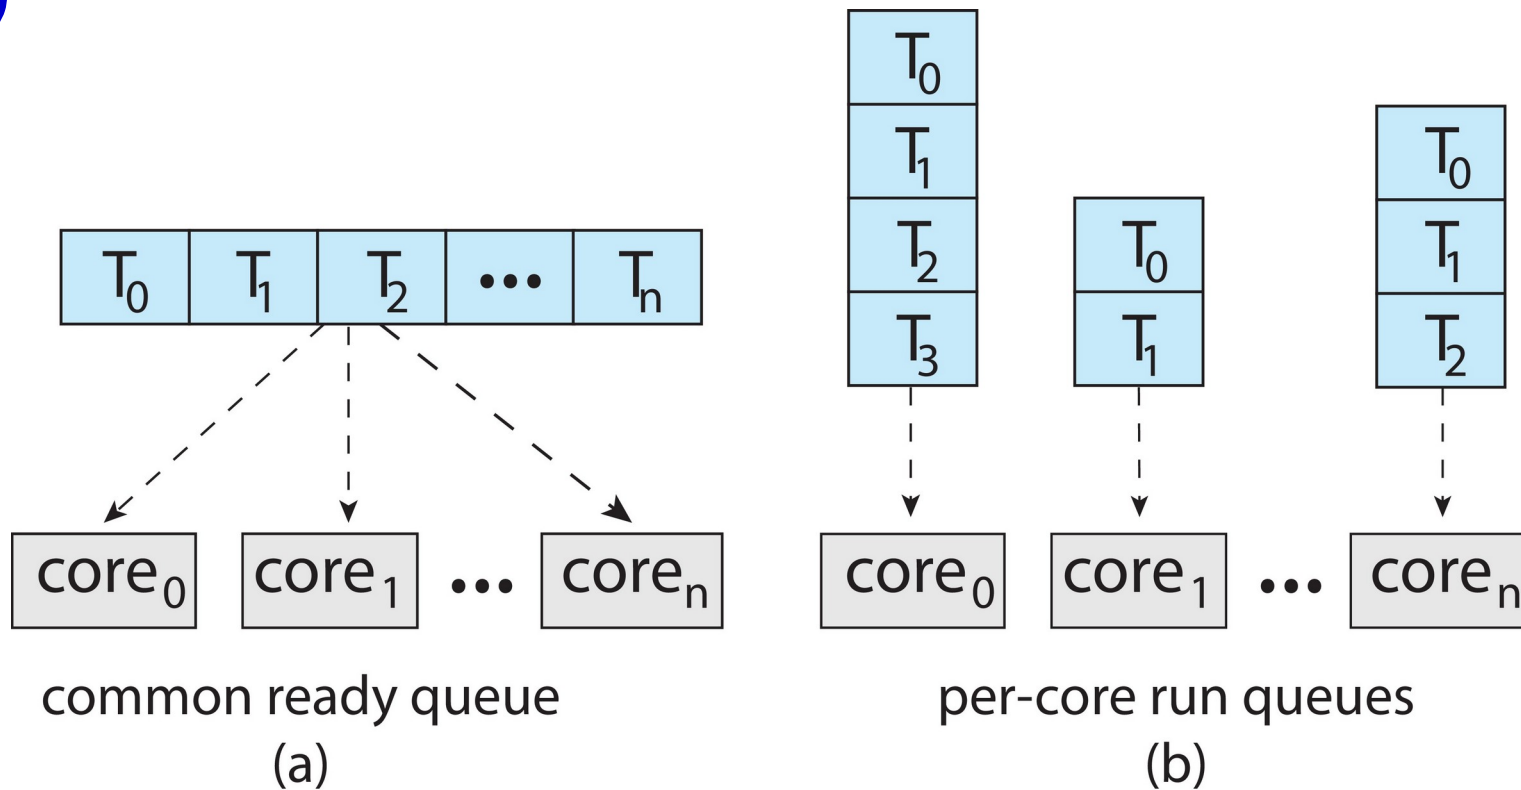 T0 T1 T2 ••• Tn
core0 core1 ••• coren
common ready queue
(a)
T0
T1
T2
T3
T0
T1
T0
T1
T2
core0 core1 ••• coren
per-core run queues
(b)